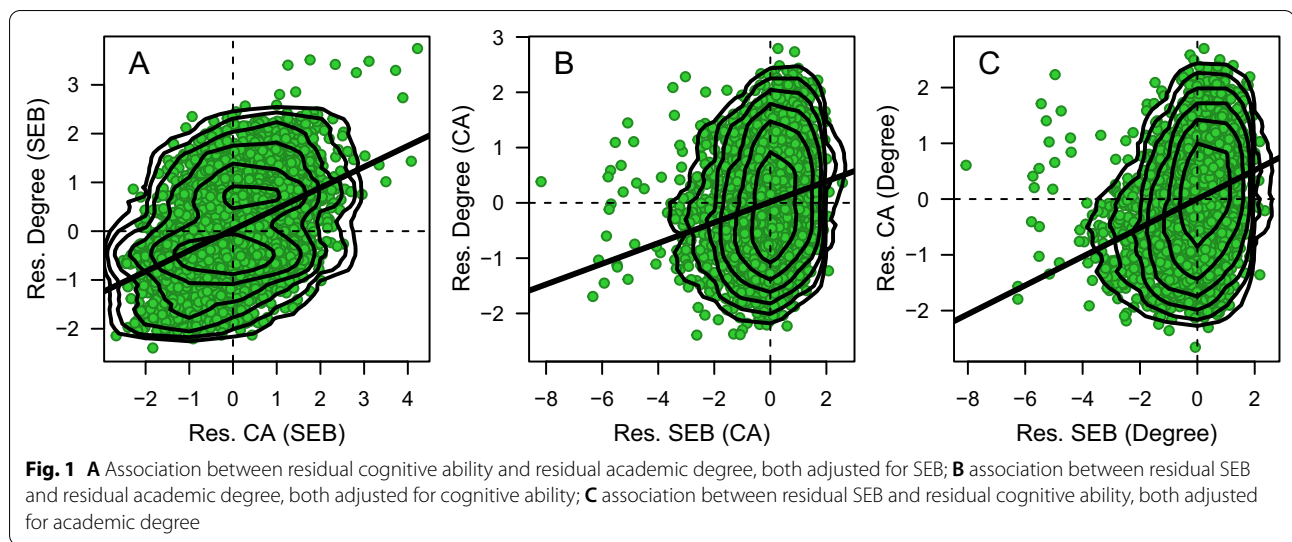 A
B
C
3
2
1
0
−1
−2
Res. Degree (SEB)
−2 −1 0 1 2 3 4
Res. CA (SEB)
3
2
1
0
−1
−2
Res. Degree (CA)
−8 −6 −4 −2 0 2
Res. SEB (CA)
2
1
0
−1
−2
Res. CA (Degree)
−8 −6 −4 −2 0 2
Res. SEB (Degree)
Fig. 1 A Association between residual cognitive ability and residual academic degree, both adjusted for SEB; B association between residual SEB
and residual academic degree, both adjusted for cognitive ability; C association between residual SEB and residual cognitive ability, both adjusted
for academic degree